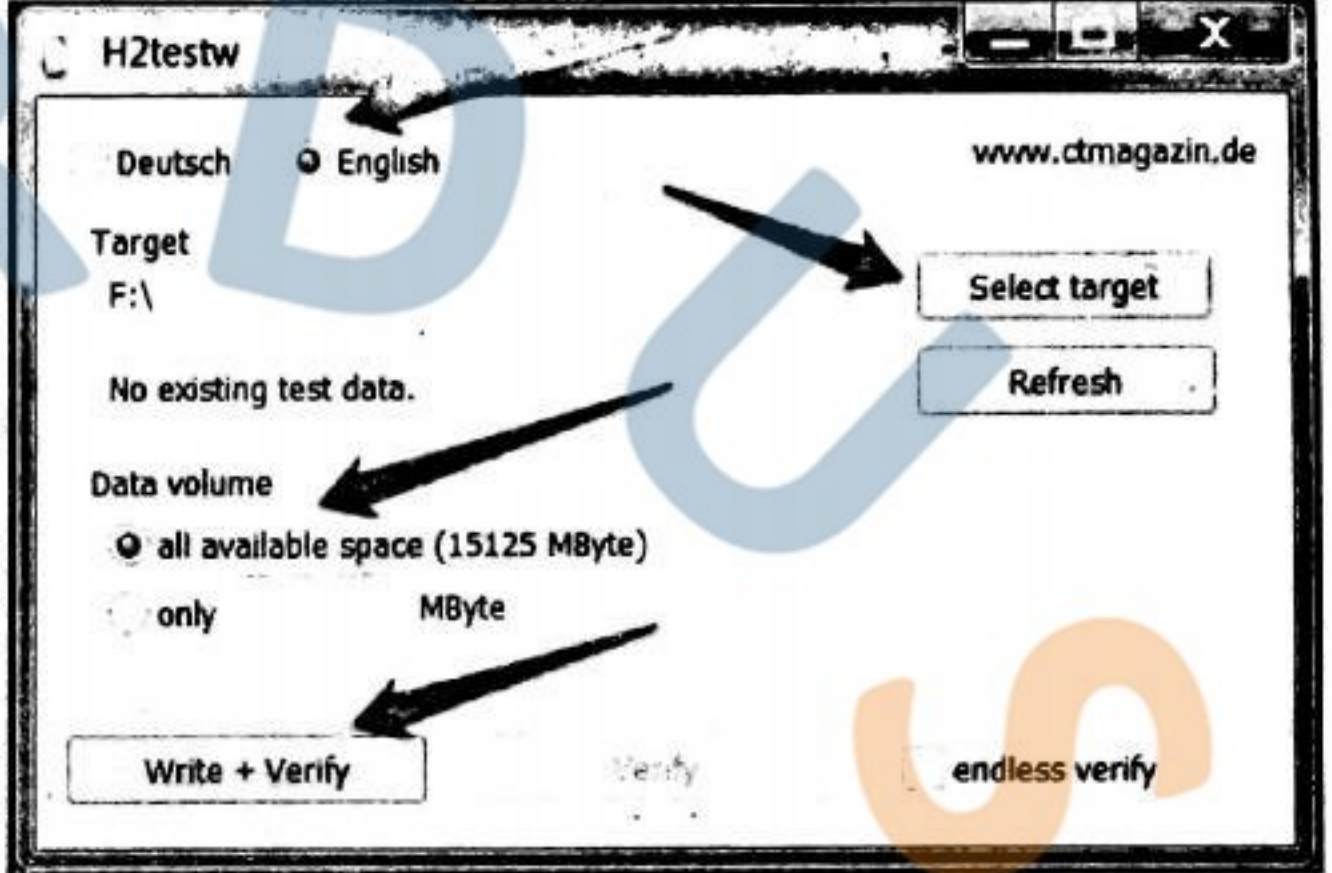 H2testw
Deutsch English www.ctmagazin.de
Target
F:\
Select target
No existing test data.
Refresh
Data volume
all available space (15125 MByte)
only MByte
Write + Verify Verify endless verify
D U S